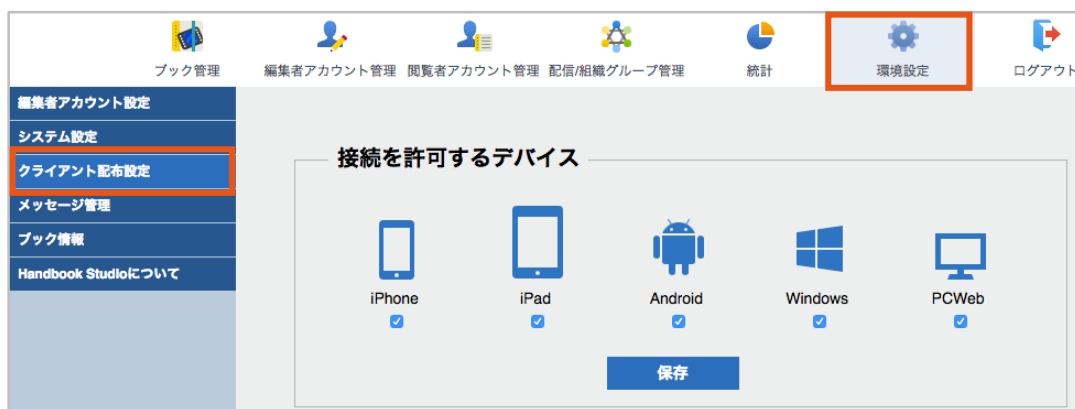 ブック管理
編集者アカウント管理
閲覧者アカウント管理
配信/組織グループ管理
統計
環境設定
ログアウト
編集者アカウント設定
システム設定
クライアント配布設定
メッセージ管理
ブック情報
Handbook Studioについて
接続を許可するデバイス
iPhone
iPad
Android
Windows
PCWeb
保存